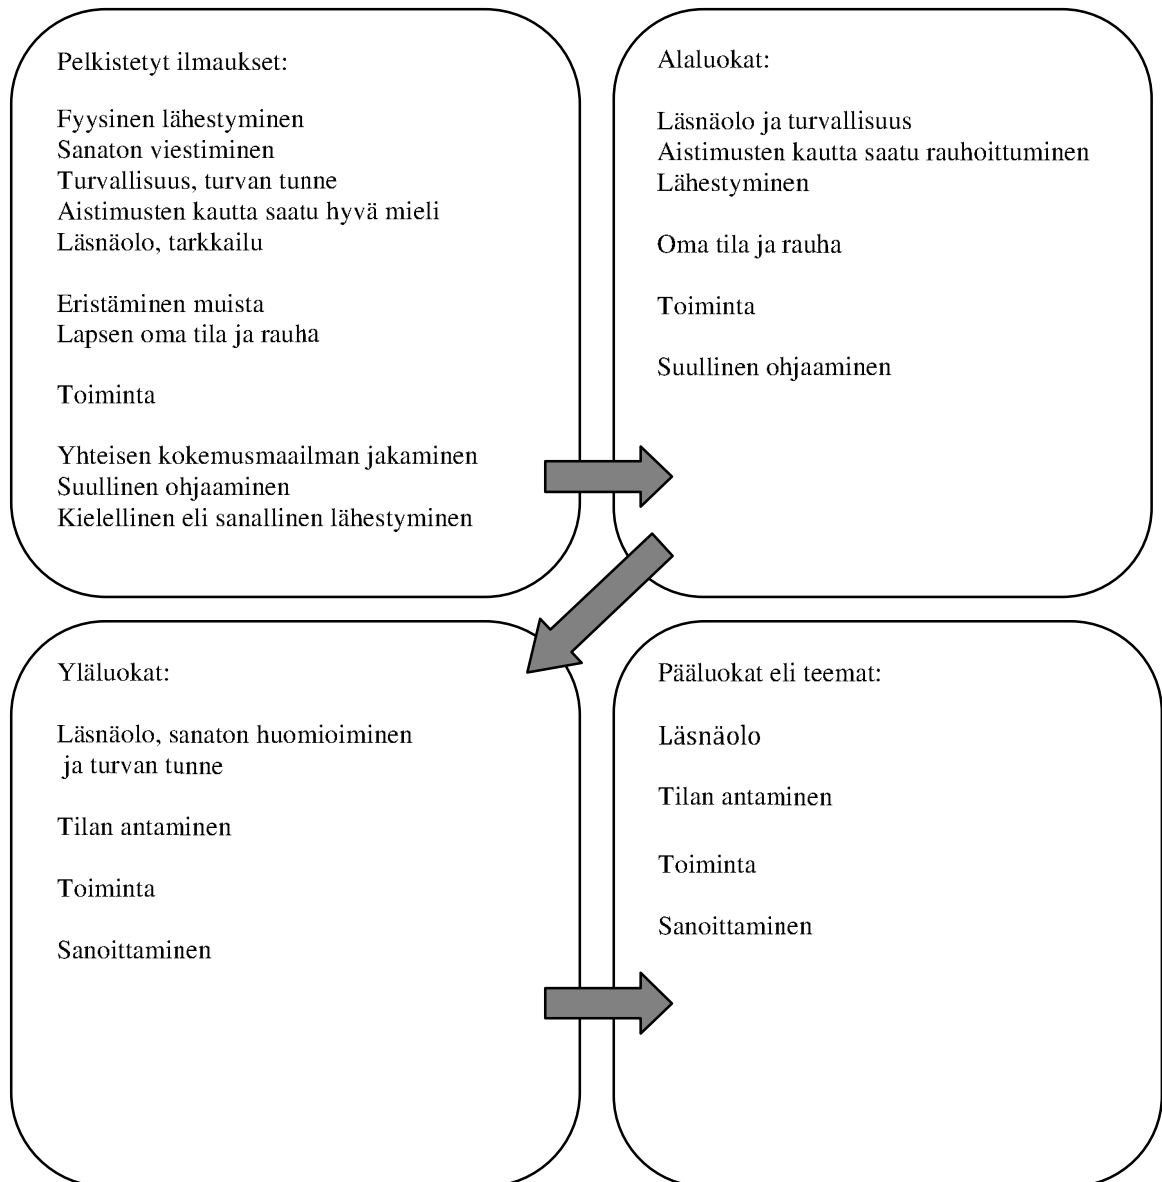 Pelkistetyt ilmaukset:
Fyysinen lähestyminen
Sanaton viestiminen
Turvallisuus, turvan tunne
Aistimusten kautta saatu hyvä mieli
Läsnäolo, tarkkailu
Eristäminen muista
Lapsen oma tila ja rauha
Toiminta
Yhteisen kokemusmaailman jakaminen
Suullinen ohjaaminen
Kielellinen eli sanallinen lähestyminen
Alaluokat:
Läsnäolo ja turvallisuus
Aistimusten kautta saatu rauhoittuminen
Lähestyminen
Oma tila ja rauha
Toiminta
Suullinen ohjaaminen
Yläluokat:
Läsnäolo, sanaton huomioiminen
ja turvan tunne
Tilan antaminen
Toiminta
Sanoittaminen
Pääluokat eli teemat:
Läsnäolo
Tilan antaminen
Toiminta
Sanoittaminen